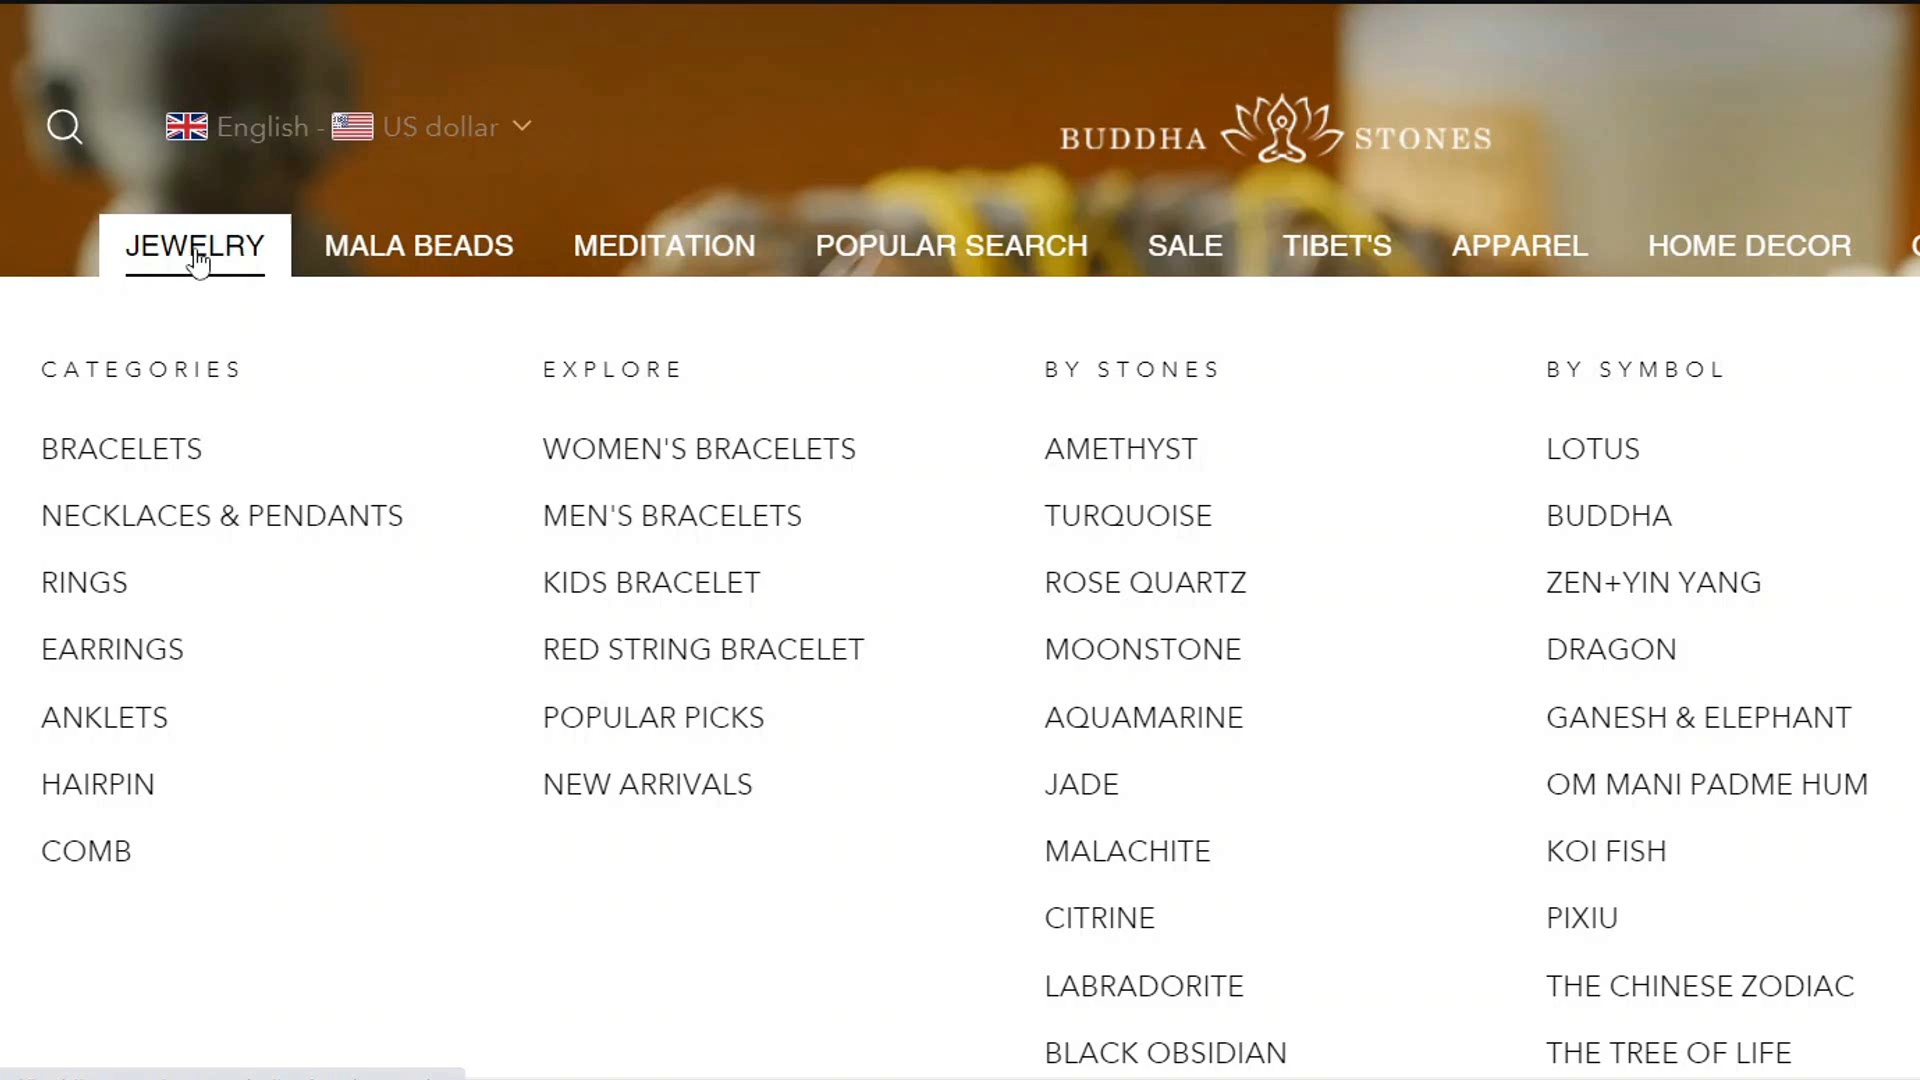 English - US dollar
BUDDHA STONES
JEWELRY MALA BEADS MEDITATION POPULAR SEARCH SALE TIBET'S APPAREL HOME DECOR
CATEGORIES
BRACELETS
NECKLACES & PENDANTS
RINGS
EARRINGS
ANKLETS
HAIRPIN
COMB
EXPLORE
WOMEN'S BRACELETS
MEN'S BRACELETS
KIDS BRACELET
RED STRING BRACELET
POPULAR PICKS
NEW ARRIVALS
BY STONES
AMETHYST
TURQUOISE
ROSE QUARTZ
MOONSTONE
AQUAMARINE
JADE
MALACHITE
CITRINE
LABRADORITE
BLACK OBSIDIAN
BY SYMBOL
LOTUS
BUDDHA
ZEN+YIN YANG
DRAGON
GANESH & ELEPHANT
OM MANI PADME HUM
KOI FISH
PIXIU
THE CHINESE ZODIAC
THE TREE OF LIFE